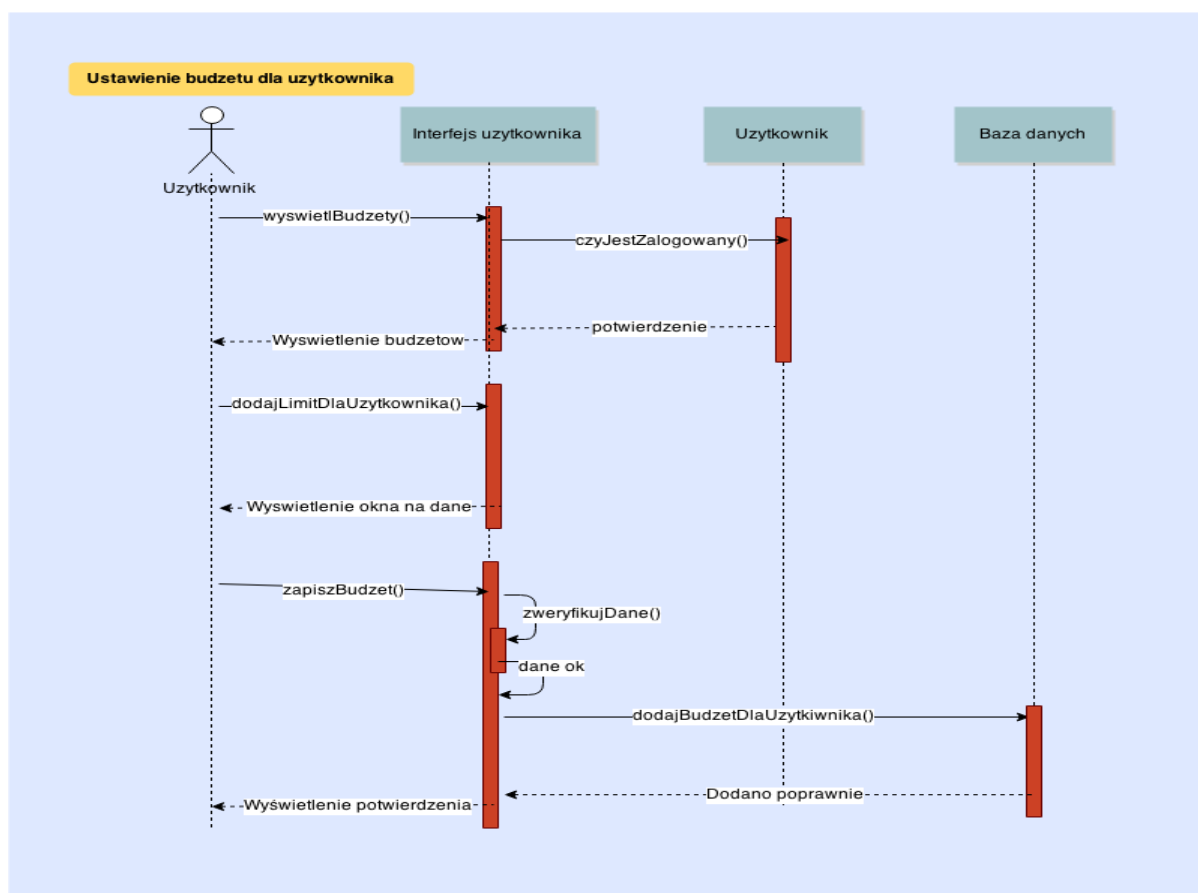 Ustawienie budzetu dla uzytkownika
Uzytkownik
Interfejs uzytkownika
Uzytkownik
Baza danych
wyswietlBudzety()
czyJestZalogowany()
potwierdzenie
Wyswietlenie budzetow
dodajLimitDlaUzytkownika()
Wyswietlenie okna na dane
zapiszBudzet()
zweryfikujDane()
dane ok
dodajBudzetDlaUzytkiwnika()
Dodano poprawnie
Wyświetlenie potwierdzenia